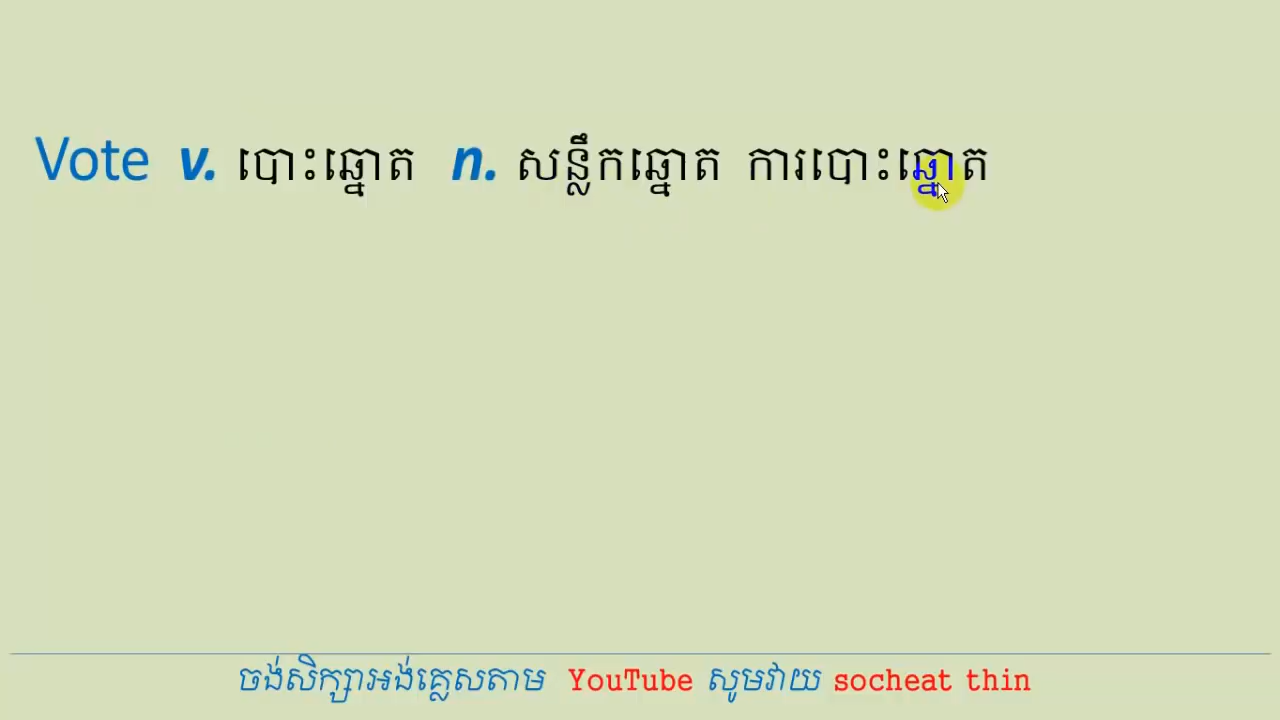 Vote v. បោះឆ្នោត n. សន្លឹកឆ្នោត ការបោះឆ្នោត
ចង់សិក្សាអង់គ្លេសតាម YouTube សូមវាយ socheat thin